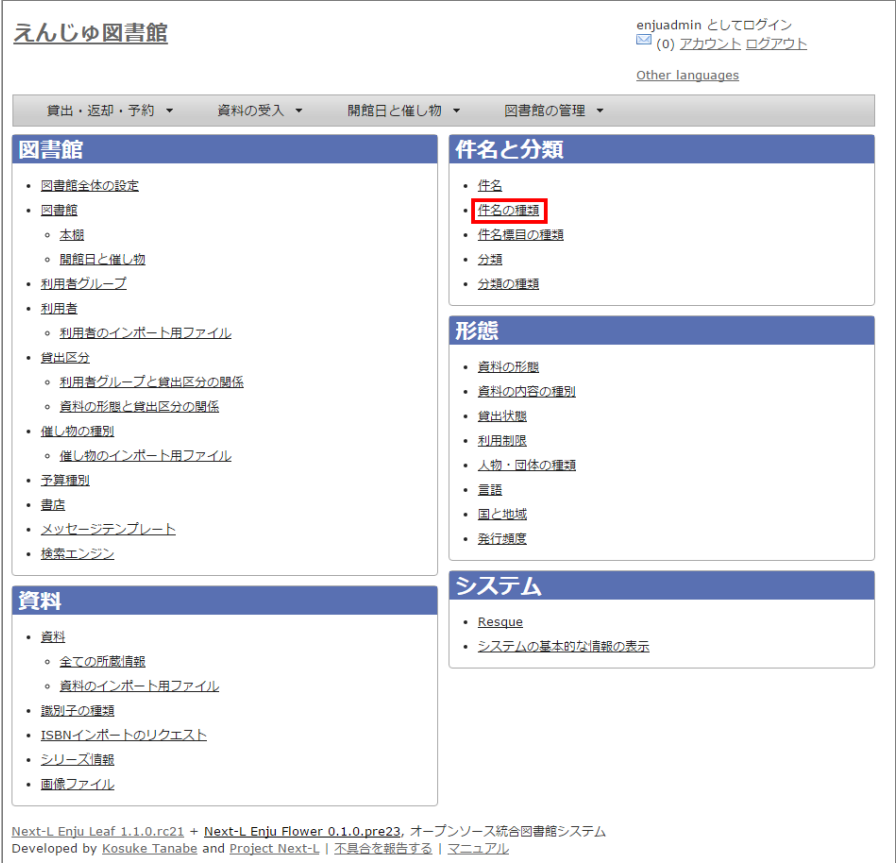 えんじゅ図書館
enjuadmin としてログイン
(0) アカウント ログアウト
Other languages
貸出・返却・予約 ▼ 資料の受入 ▼ 開館日と催し物 ▼ 図書館の管理 ▼
図書館
図書館全体の設定
図書館
本棚
開館日と催し物
利用者グループ
利用者
利用者のインポート用ファイル
貸出区分
利用者グループと貸出区分の関係
資料の形態と貸出区分の関係
催し物の種別
催し物のインポート用ファイル
予算種別
書店
メッセージテンプレート
検索エンジン
資料
資料
全ての所蔵情報
資料のインポート用ファイル
識別子の種類
ISBNインポートのリクエスト
シリーズ情報
画像ファイル
件名と分類
件名
件名の種類
件名標目の種類
分類
分類の種類
形態
資料の形態
資料の内容の種別
貸出状態
利用制限
人物・団体の種類
言語
国と地域
発行頻度
システム
Resque
システムの基本的な情報の表示
Next-L Enju Leaf 1.1.0.rc21 + Next-L Enju Flower 0.1.0.pre23, オープンソース統合図書館システム
Developed by Kosuke Tanabe and Project Next-L | 不具合を報告する | マニュアル